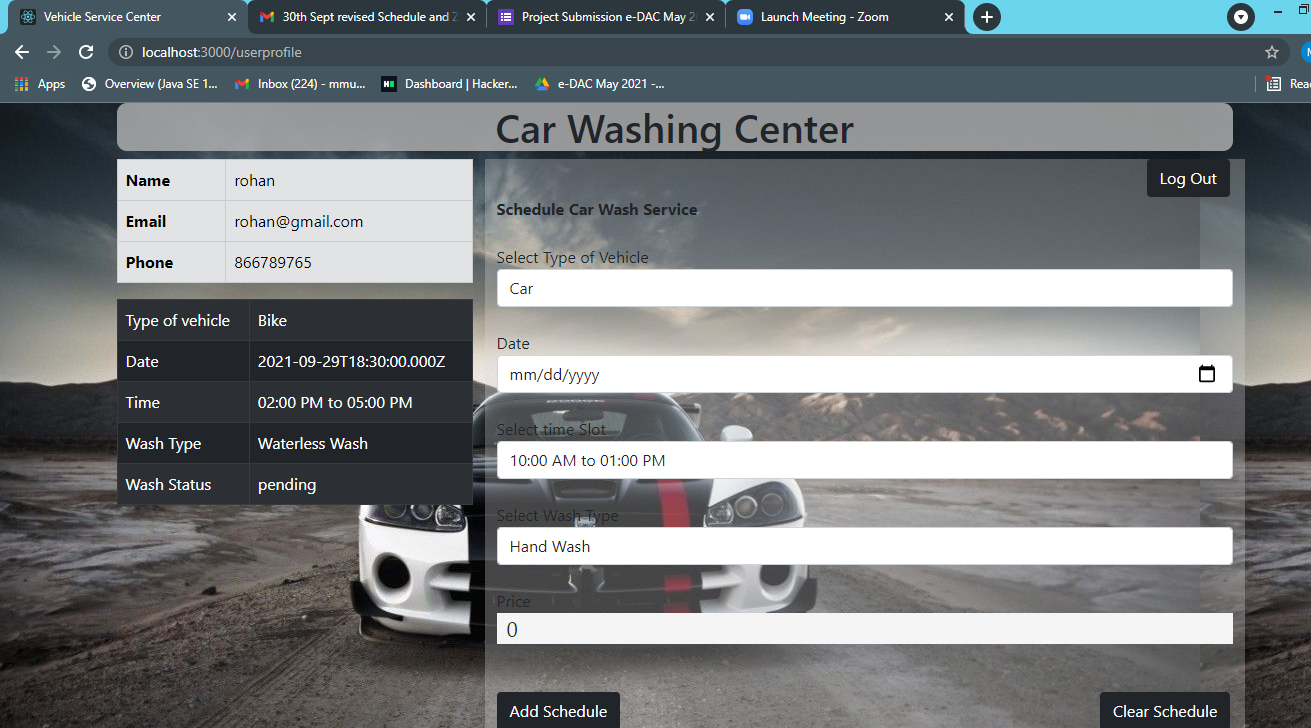 Vehicle Service Center
30th Sept revised Schedule and Z
Project Submission e-DAC May 2
Launch Meeting - Zoom
localhost:3000/userprofile
Apps
Overview (Java SE 1...
Inbox (224) - mmu...
Dashboard | Hacker...
e-DAC May 2021 -...
Rea
Car Washing Center
Name rohan
Email rohan@gmail.com
Phone 866789765
Type of vehicle Bike
Date 2021-09-29T18:30:00.000Z
Time 02:00 PM to 05:00 PM
Wash Type Waterless Wash
Wash Status pending
Log Out
Schedule Car Wash Service
Select Type of Vehicle
Car
Date
mm/dd/yyyy
Select time Slot
10:00 AM to 01:00 PM
Select Wash Type
Hand Wash
Price
0
Add Schedule
Clear Schedule